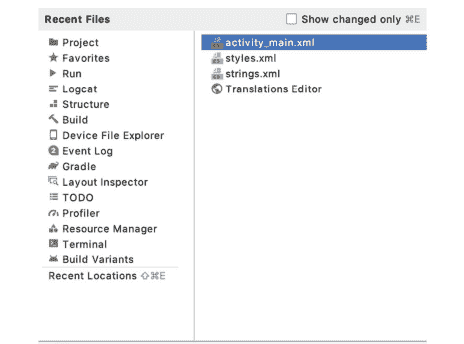 Recent Files
Show changed only ⌘E
Project
Favorites
Run
Logcat
Structure
Build
Device File Explorer
Event Log
Gradle
Layout Inspector
TODO
Profiler
Resource Manager
Terminal
Build Variants
Recent Locations ⇧⌘E
activity_main.xml
styles.xml
strings.xml
Translations Editor